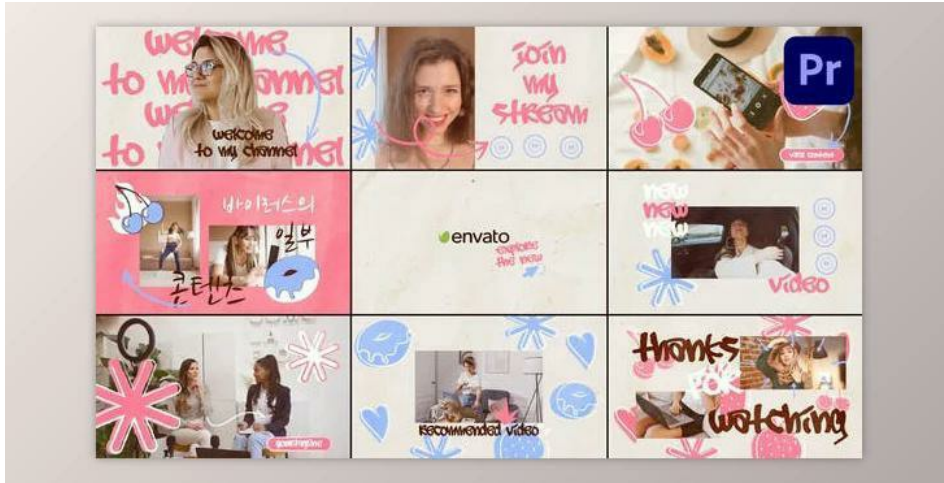 welcome
to my channel
welcome
to my channel
welcome
to my channel
join
my
stream
Pr
바이러스의
일부
콘텐츠
envato
explore
the new
new
new
new
video
Recommended video
thanks
for
watching